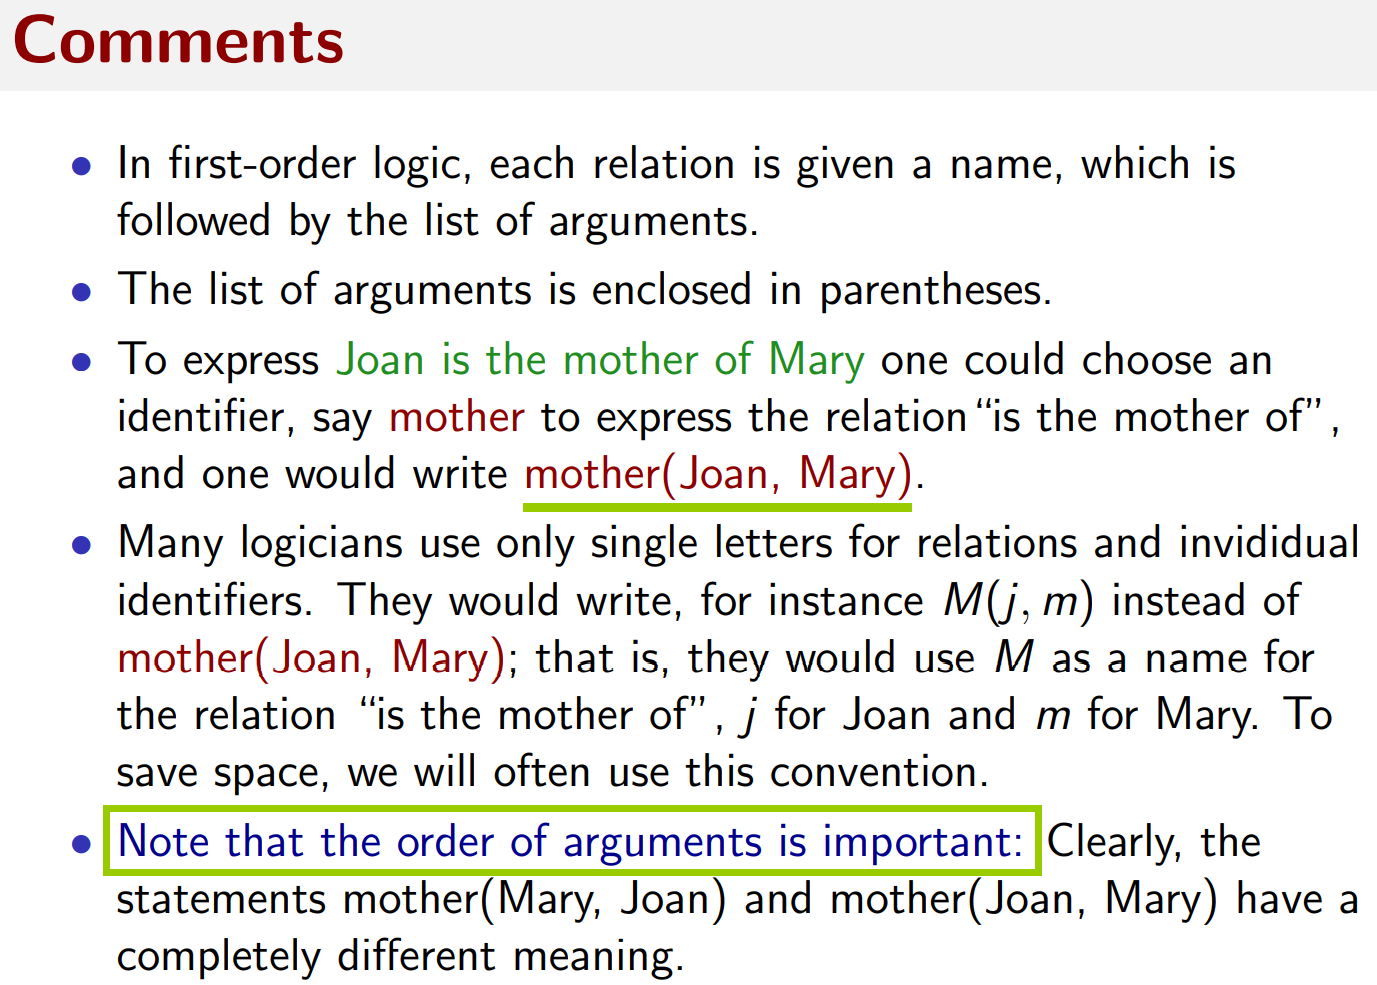 Comments
• In first-order logic, each relation is given a name, which is
followed by the list of arguments.
• The list of arguments is enclosed in parentheses.
• To express Joan is the mother of Mary one could choose an
identifier, say mother to express the relation “is the mother of”,
and one would write mother(Joan, Mary).
• Many logicians use only single letters for relations and invididual
identifiers. They would write, for instance M(j, m) instead of
mother(Joan, Mary); that is, they would use M as a name for
the relation “is the mother of”, j for Joan and m for Mary. To
save space, we will often use this convention.
• Note that the order of arguments is important: Clearly, the
statements mother(Mary, Joan) and mother(Joan, Mary) have a
completely different meaning.